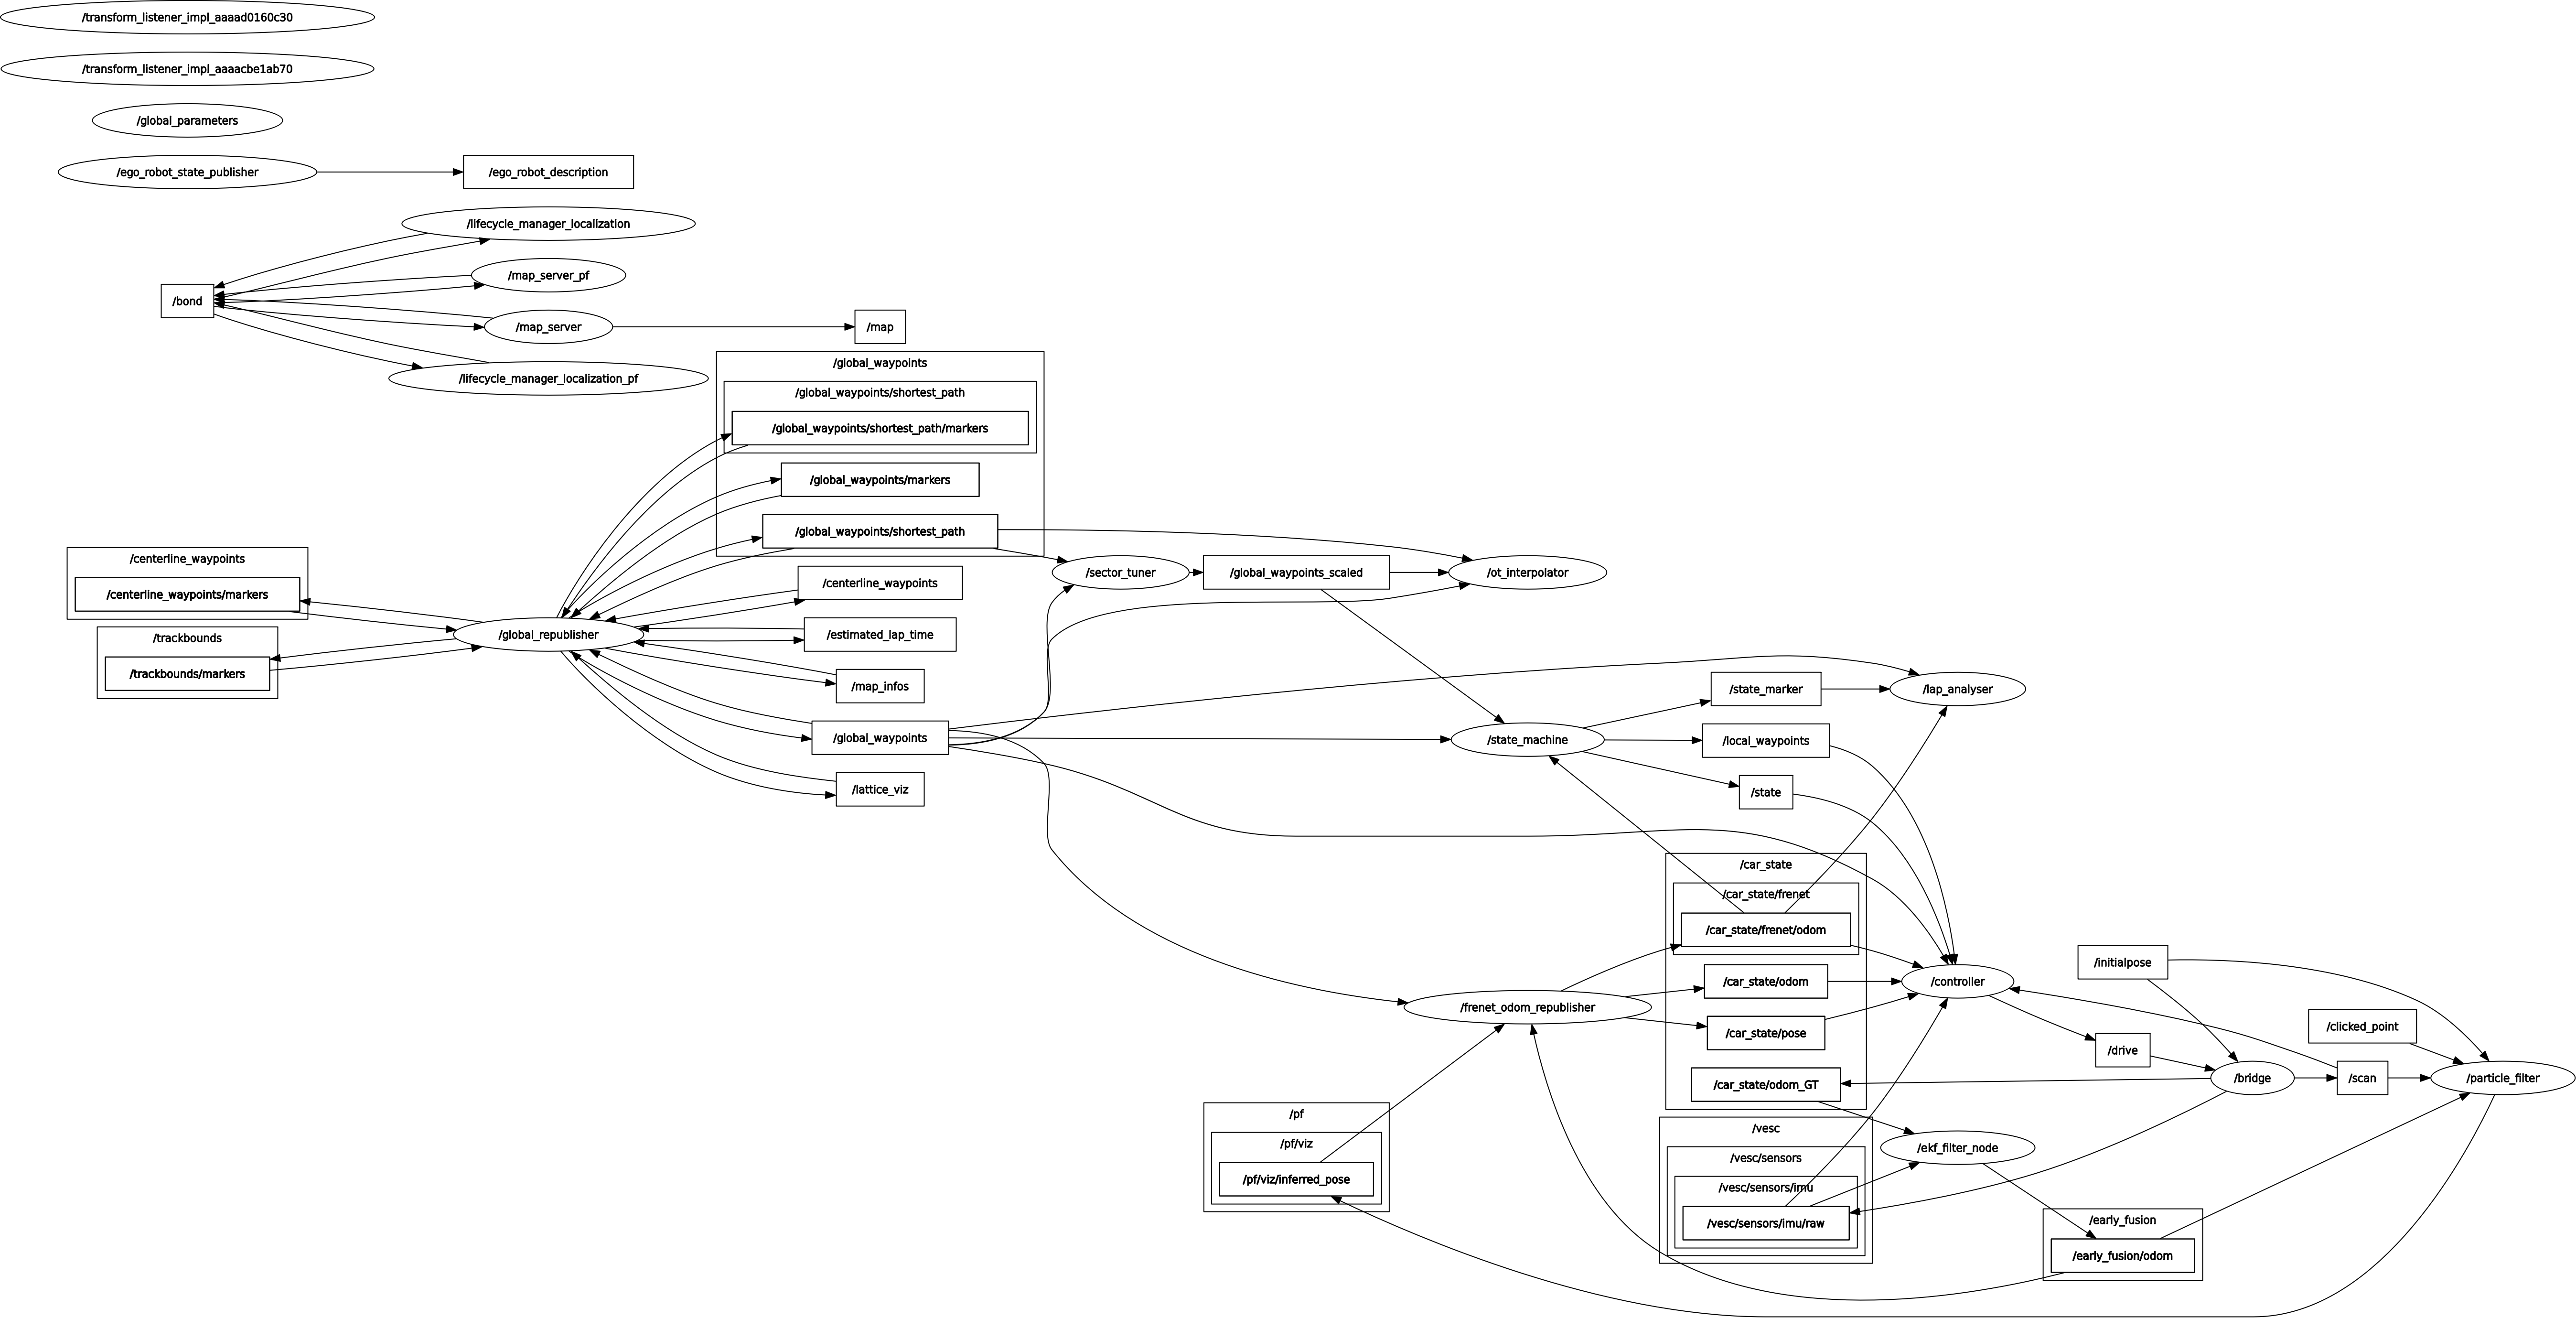 /transform_listener_impl_aaaad0160c30
/transform_listener_impl_aaaacbe1ab70
/global_parameters
/ego_robot_state_publisher
/ego_robot_description
/lifecycle_manager_localization
/map_server_pf
/bond
/map_server
/map
/lifecycle_manager_localization_pf
/global_waypoints
/global_waypoints/shortest_path
/global_waypoints/shortest_path/markers
/global_waypoints/markers
/global_waypoints/shortest_path
/centerline_waypoints
/centerline_waypoints/markers
/trackbounds
/trackbounds/markers
/global_republisher
/centerline_waypoints
/estimated_lap_time
/map_infos
/global_waypoints
/lattice_viz
/sector_tuner
/global_waypoints_scaled
/ot_interpolator
/state_marker
/lap_analyser
/state_machine
/local_waypoints
/state
/car_state
/car_state/frenet
/car_state/frenet/odom
/car_state/odom
/car_state/pose
/car_state/odom_GT
/frenet_odom_republisher
/controller
/initialpose
/clicked_point
/drive
/bridge
/scan
/particle_filter
/pf
/pf/viz
/pf/viz/inferred_pose
/vesc
/vesc/sensors
/vesc/sensors/imu
/vesc/sensors/imu/raw
/ekf_filter_node
/early_fusion
/early_fusion/odom